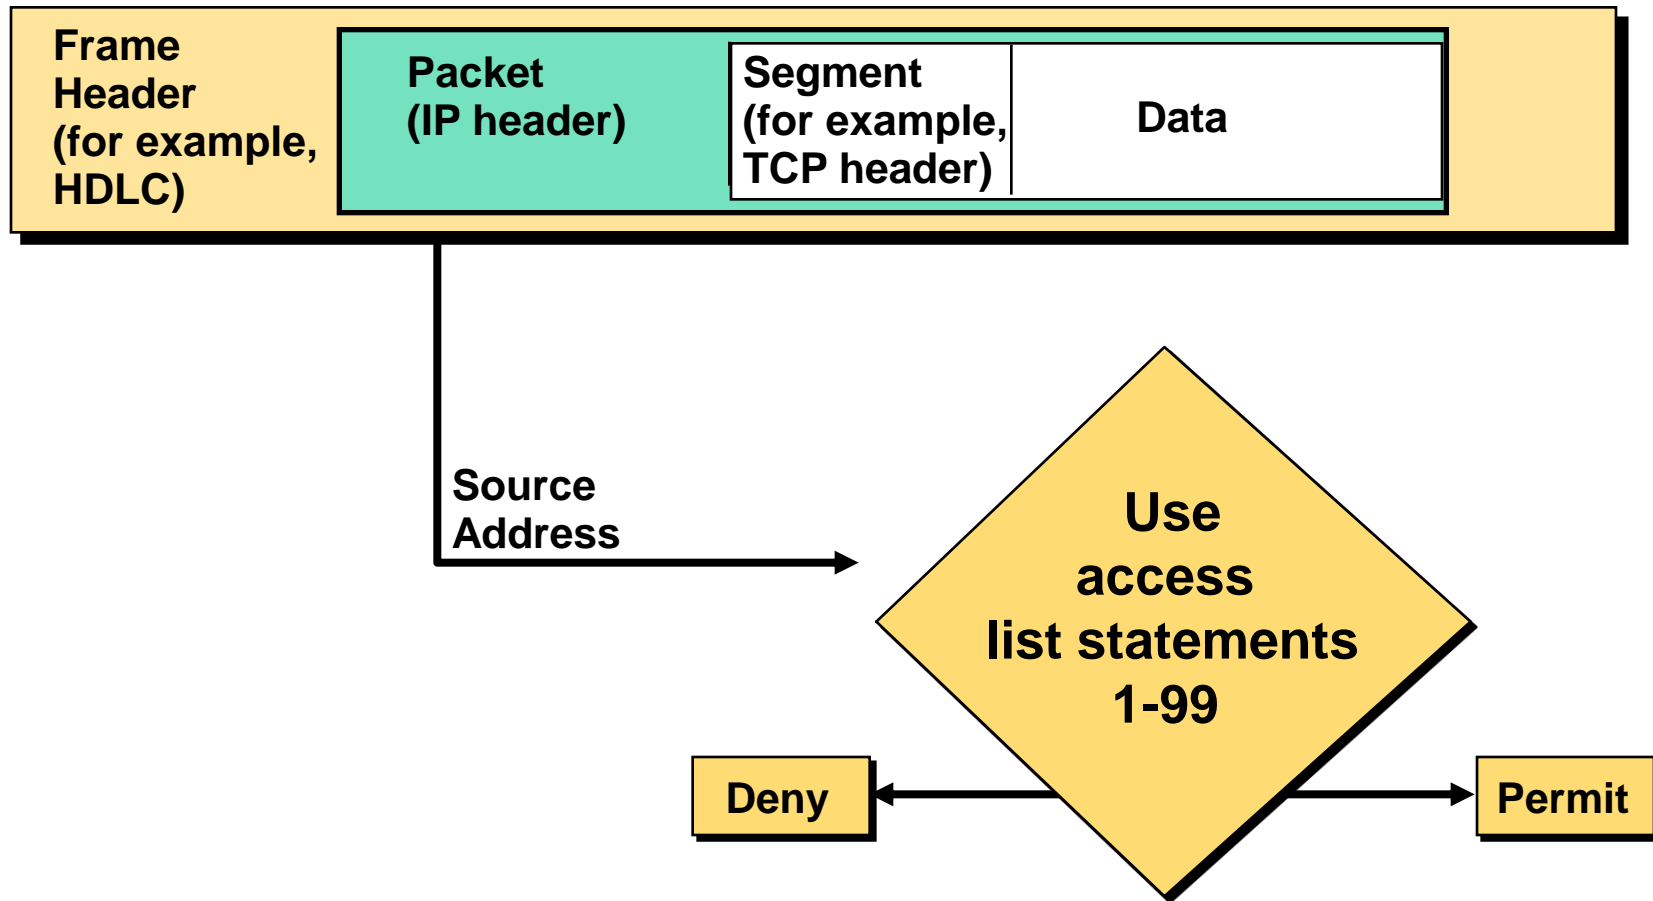 Frame
Header
(for example,
HDLC)
Packet
(IP header)
Segment
(for example,
TCP header)
Data
Source
Address
Use
access
list statements
1-99
Deny
Permit